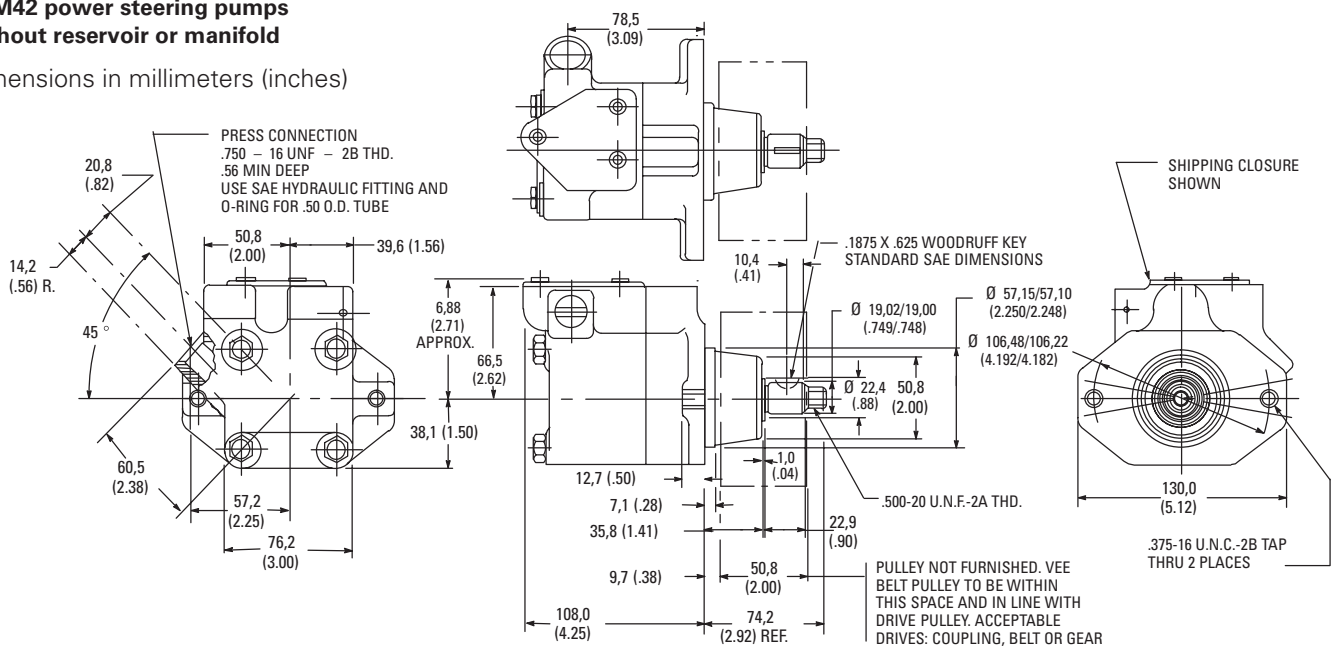 M42 power steering pumps
hout reservoir or manifold
mensions in millimeters (inches)
78,5
(3.09)
PRESS CONNECTION
.750 – 16 UNF – 2B THD.
.56 MIN DEEP
USE SAE HYDRAULIC FITTING AND
O-RING FOR .50 O.D. TUBE
20,8
(.82)
14,2
(.56) R.
45°
50,8
(2.00)
39,6 (1.56)
60,5
(2.38)
57,2
(2.25)
76,2
(3.00)
38,1 (1.50)
6,88
(2.71)
APPROX.
66,5
(2.62)
10,4
(.41)
.1875 X .625 WOODRUFF KEY
STANDARD SAE DIMENSIONS
Ø 19,02/19,00
(.749/.748)
Ø 57,15/57,10
(2.250/2.248)
Ø 106,48/106,22
(4.192/4.182)
Ø 22,4
(.88)
50,8
(2.00)
1,0
(.04)
12,7 (.50)
7,1 (.28)
35,8 (1.41)
22,9
(.90)
.500-20 U.N.F.-2A THD.
9,7 (.38)
50,8
(2.00)
108,0
(4.25)
74,2
(2.92) REF.
PULLEY NOT FURNISHED. VEE
BELT PULLEY TO BE WITHIN
THIS SPACE AND IN LINE WITH
DRIVE PULLEY. ACCEPTABLE
DRIVES: COUPLING, BELT OR GEAR
SHIPPING CLOSURE
SHOWN
130,0
(5.12)
.375-16 U.N.C.-2B TAP
THRU 2 PLACES